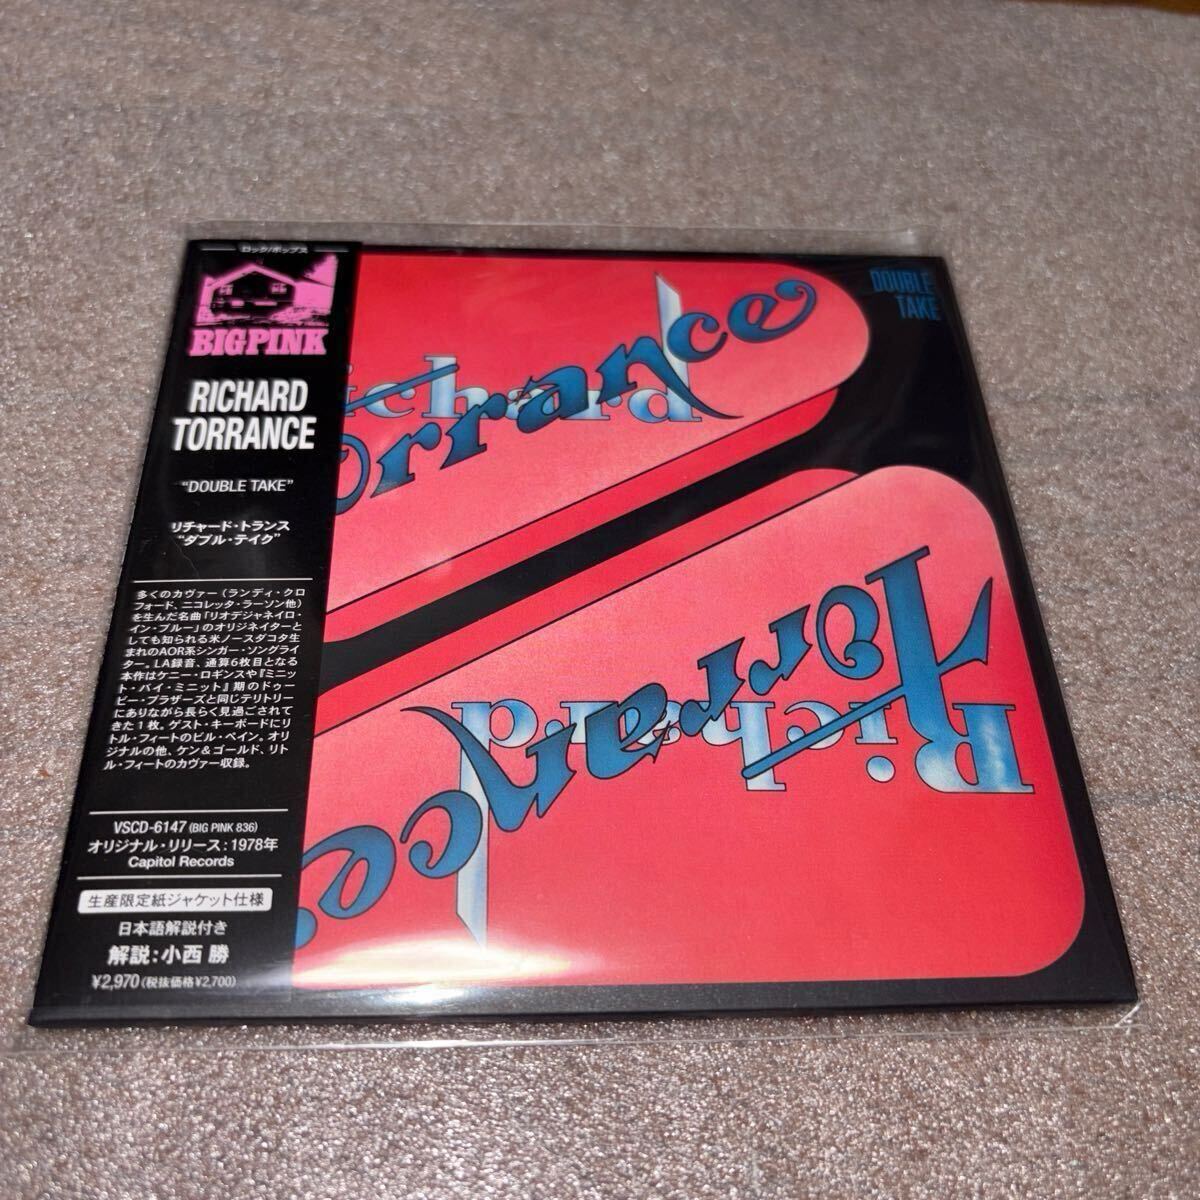 ロック/ポップス
BIG PINK
RICHARD
TORRANCE
"DOUBLE TAKE"
リチャード・トランス
"ダブル・テイク"
多くのカヴァー（ランディ・クロ
フォード、ニコレッタ・ラーソン他）
を生んだ名曲「リオデジャネイロ・
イン・ブルー」のオリジネイターと
しても知られる米ノースダコタ生
まれのAOR系シンガー・ソングライ
ター。LA録音、通算6枚目となる
本作はケニー・ロギンスや『ミニッ
ト・バイ・ミニット』期のドゥー
ビー・ブラザーズと同じテリトリー
にありながら長らく見過ごされて
きた1枚。ゲスト・キーボードにリ
トル・フィートのビル・ペイン。オリ
ジナルの他、ケン&ゴールド、リト
ル・フィートのカヴァー収録。
VSCD-6147 (BIG PINK 836)
オリジナル・リリース：1978年
Capitol Records
生産限定紙ジャケット仕様
日本語解説付き
解説：小西 勝
¥2,970（税抜価格¥2,700）
DOUBLE
TAKE
ichard
orrance
Richard
Torrance